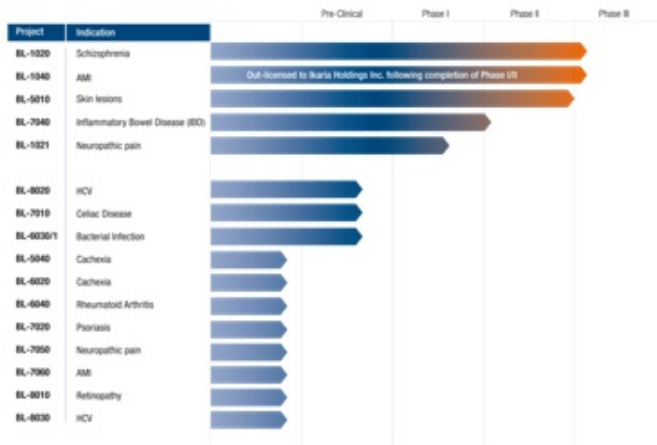 Pre-Clinical Phase I Phase II Phase III
Project Indication
BL-1020 Schizophrenia
BL-1040 AMI Out-licensed to Ikaria Holdings Inc. following completion of Phase I/II
BL-5010 Skin lesions
BL-7040 Inflammatory Bowel Disease (IBD)
BL-1021 Neuropathic pain
BL-8020 HCV
BL-7010 Celiac Disease
BL-6030/1 Bacterial Infection
BL-5040 Cachexia
BL-6020 Cachexia
BL-6040 Rheumatoid Arthritis
BL-7020 Psoriasis
BL-7050 Neuropathic pain
BL-7060 AMI
BL-8010 Retinopathy
BL-8030 HCV